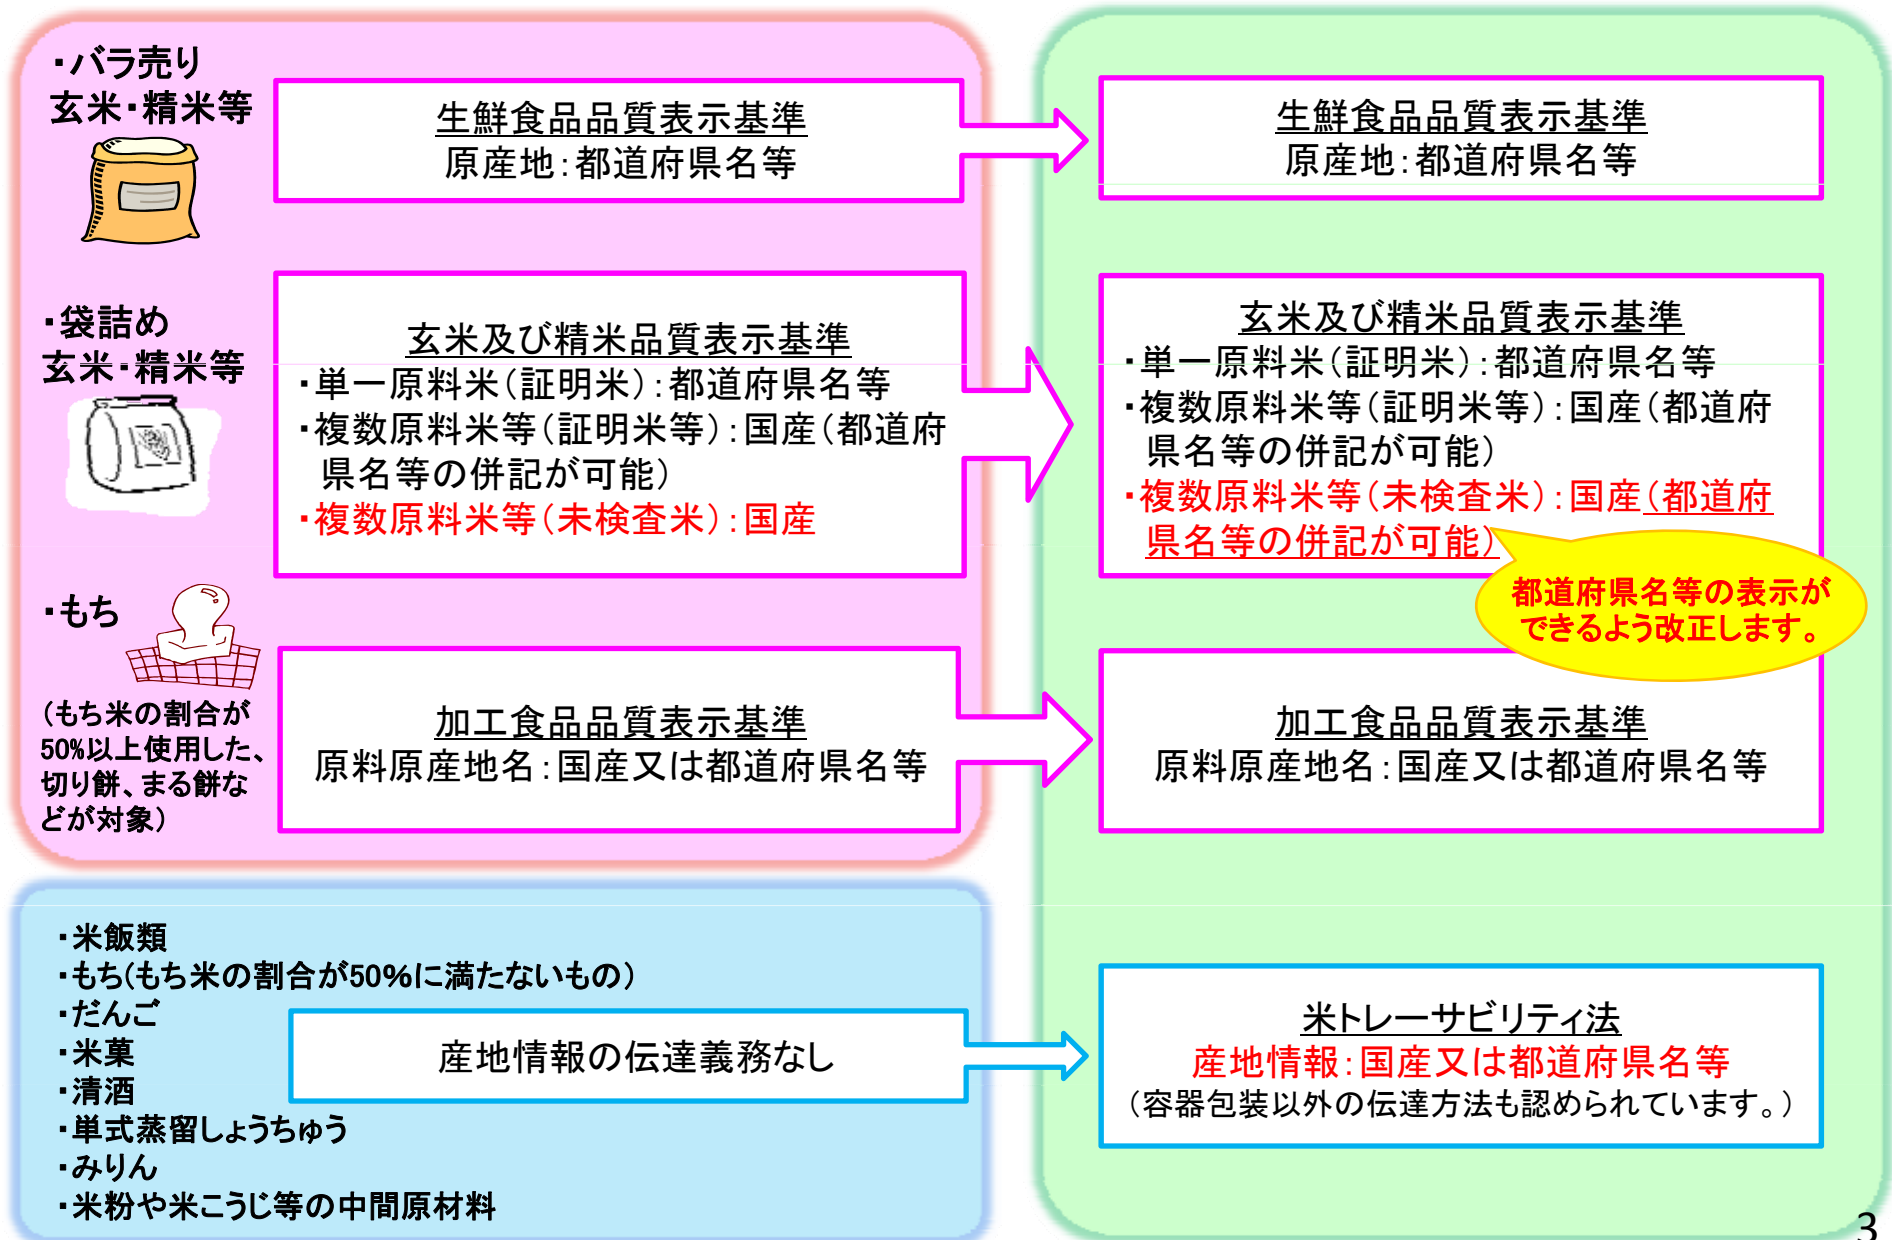 ・バラ売り
玄米・精米等
生鮮食品品質表示基準
原産地：都道府県名等
生鮮食品品質表示基準
原産地：都道府県名等
・袋詰め
玄米・精米等
玄米及び精米品質表示基準
・単一原料米（証明米）：都道府県名等
・複数原料米等（証明米等）：国産（都道府
県名等の併記が可能）
・複数原料米等（未検査米）：国産
玄米及び精米品質表示基準
・単一原料米（証明米）：都道府県名等
・複数原料米等（証明米等）：国産（都道府
県名等の併記が可能）
・複数原料米等（未検査米）：国産（都道府
県名等の併記が可能）
都道府県名等の表示が
できるよう改正します。
・もち
（もち米の割合が
50%以上使用した、
切り餅、まる餅な
どが対象）
加工食品品質表示基準
原料原産地名：国産又は都道府県名等
加工食品品質表示基準
原料原産地名：国産又は都道府県名等
・米飯類
・もち(もち米の割合が50％に満たないもの）
・だんご
・米菓
・清酒
・単式蒸留しょうちゅう
・みりん
・米粉や米こうじ等の中間原材料
産地情報の伝達義務なし
米トレーサビリティ法
産地情報：国産又は都道府県名等
（容器包装以外の伝達方法も認められています。）
3